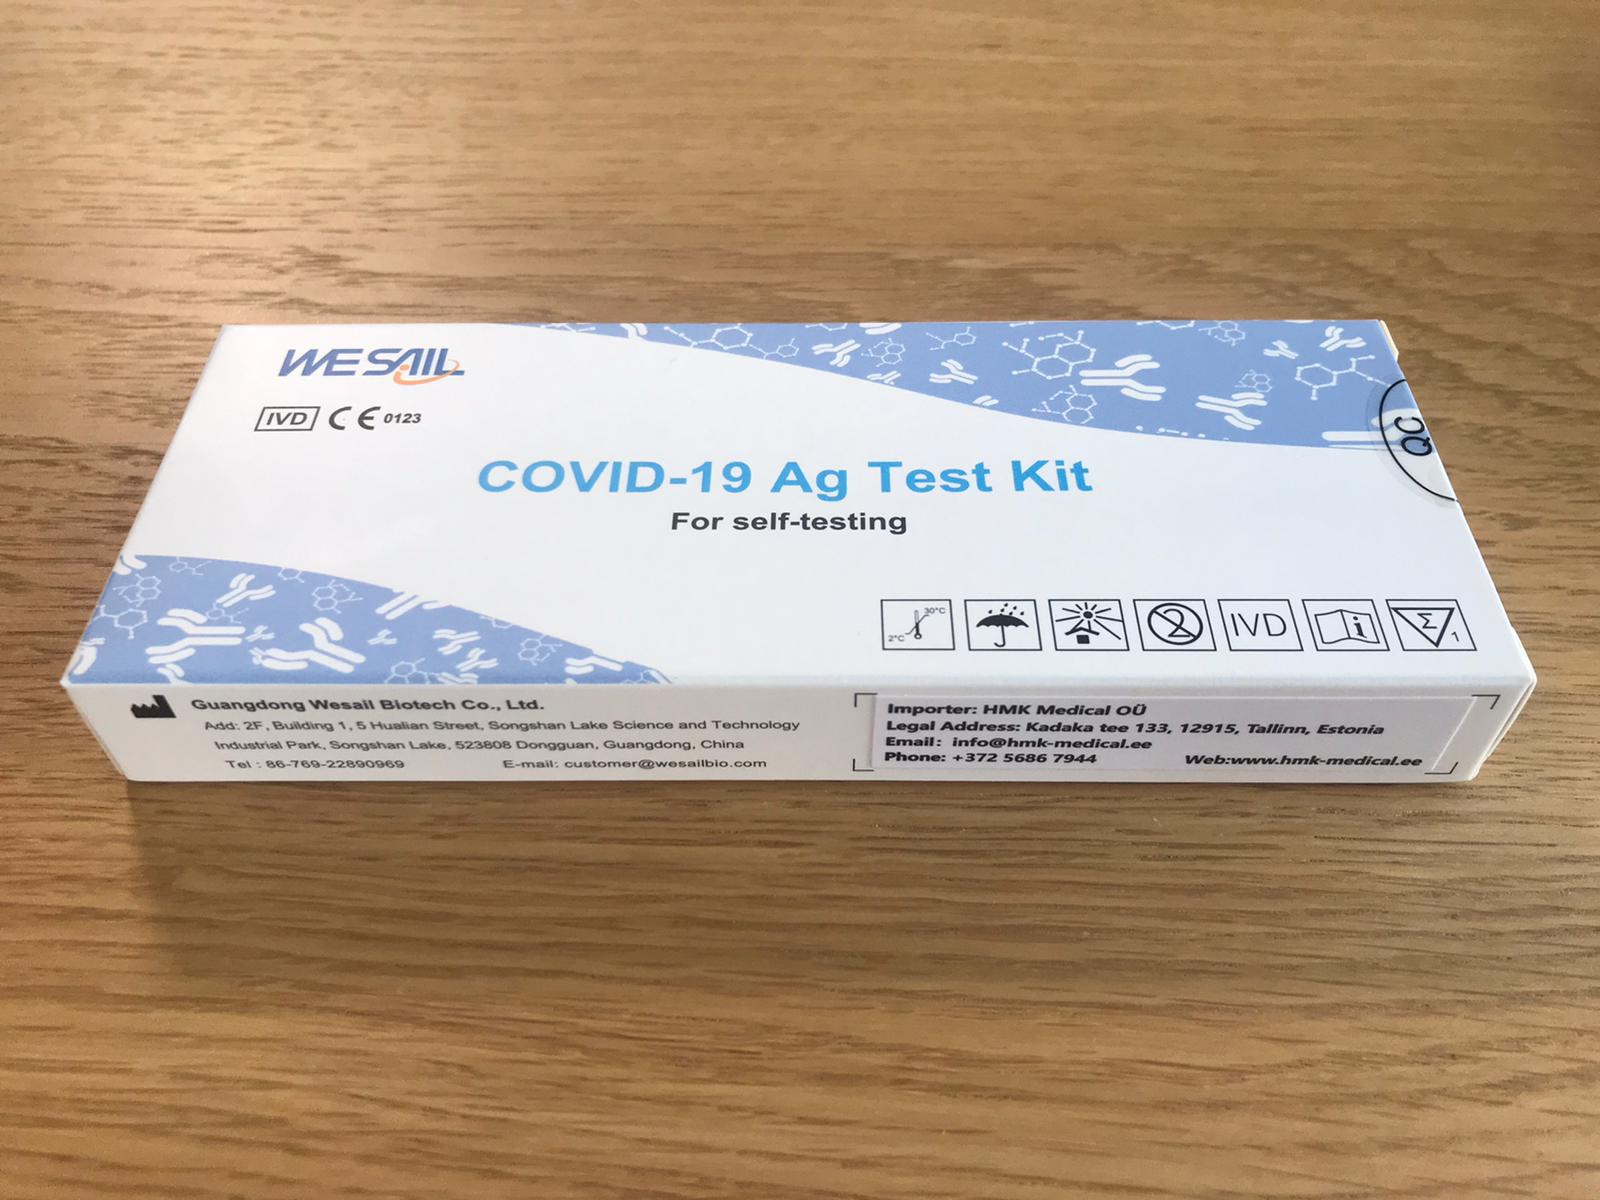 WESAIL
IVD CE 0123
COVID-19 Ag Test Kit
For self-testing
QC
2°C 30°C
2
IVD
i
Σ 1
Guangdong Wesail Biotech Co., Ltd.
Add: 2F, Building 1, 5 Hualian Street, Songshan Lake Science and Technology
Industrial Park, Songshan Lake, 523808 Dongguan, Guangdong, China
Tel : 86-769-22890969 E-mail: customer@wesailbio.com
Importer: HMK Medical OÜ
Legal Address: Kadaka tee 133, 12915, Tallinn, Estonia
Email: info@hmk-medical.ee
Phone: +372 5686 7944 Web:www.hmk-medical.ee